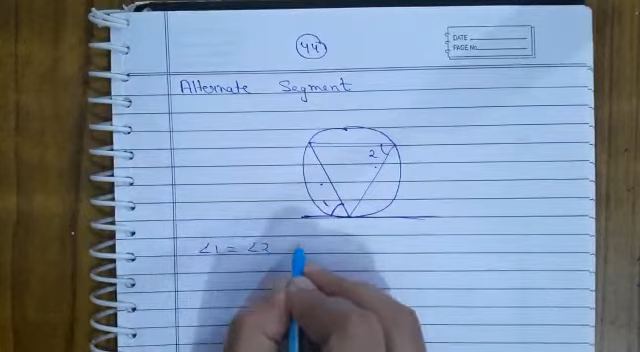 44
DATE
PAGE No.
Alternate Segment
2
1
∠1 = ∠2